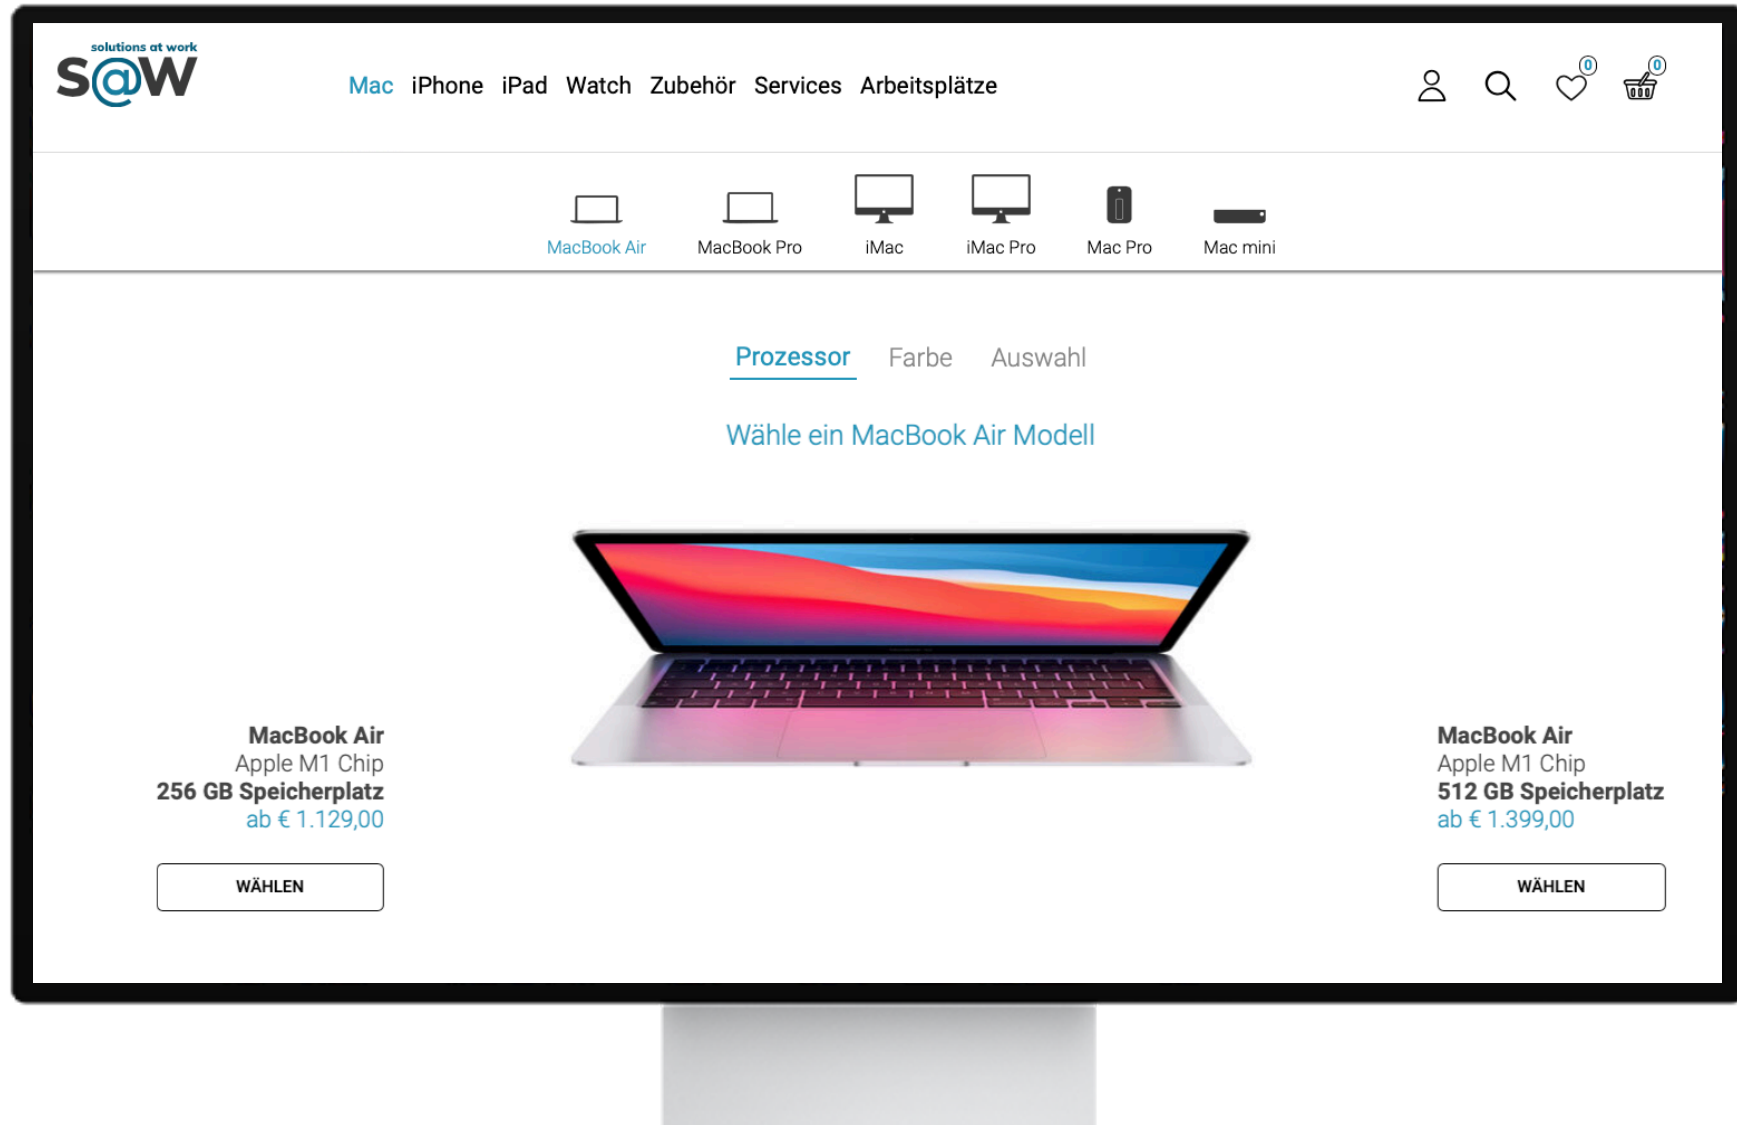 solutions at work
S@W
Mac iPhone iPad Watch Zubehör Services Arbeitsplätze
0
0
MacBook Air MacBook Pro iMac iMac Pro Mac Pro Mac mini
Prozessor Farbe Auswahl
Wähle ein MacBook Air Modell
MacBook Air
Apple M1 Chip
256 GB Speicherplatz
ab € 1.129,00
WÄHLEN
MacBook Air
Apple M1 Chip
512 GB Speicherplatz
ab € 1.399,00
WÄHLEN